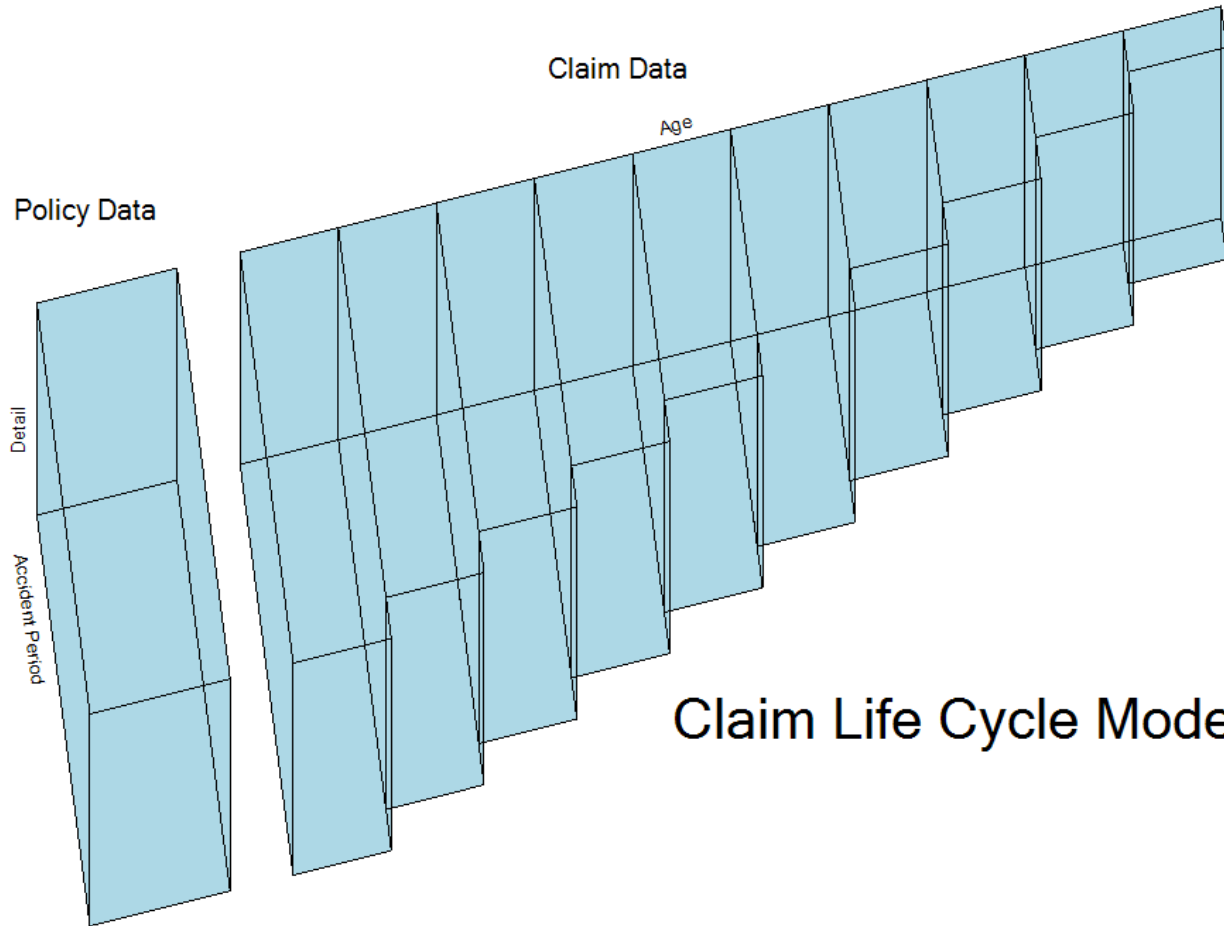 Claim Data
Age
Policy Data
Detail
Accident Period
Claim Life Cycle Mode